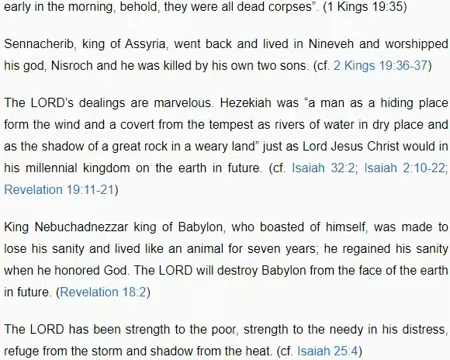 early in the morning, behold, they were all dead corpses”. (1 Kings 19:35)
Sennacherib, king of Assyria, went back and lived in Nineveh and worshipped
his god, Nisroch and he was killed by his own two sons. (cf. 2 Kings 19:36-37)
The LORD’s dealings are marvelous. Hezekiah was “a man as a hiding place
form the wind and a covert from the tempest as rivers of water in dry place and
as the shadow of a great rock in a weary land” just as Lord Jesus Christ would in
his millennial kingdom on the earth in future. (cf. Isaiah 32:2; Isaiah 2:10-22;
Revelation 19:11-21)
King Nebuchadnezzar king of Babylon, who boasted of himself, was made to
lose his sanity and lived like an animal for seven years; he regained his sanity
when he honored God. The LORD will destroy Babylon from the face of the earth
in future. (Revelation 18:2)
The LORD has been strength to the poor, strength to the needy in his distress,
refuge from the storm and shadow from the heat. (cf. Isaiah 25:4)